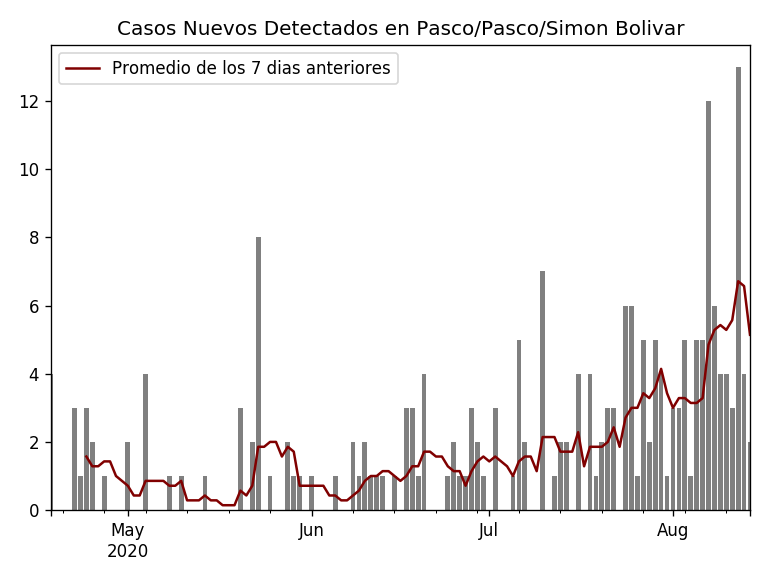 Casos Nuevos Detectados en Pasco/Pasco/Simon Bolivar
Promedio de los 7 dias anteriores
12
10
8
6
4
2
0
May
2020
Jun
Jul
Aug